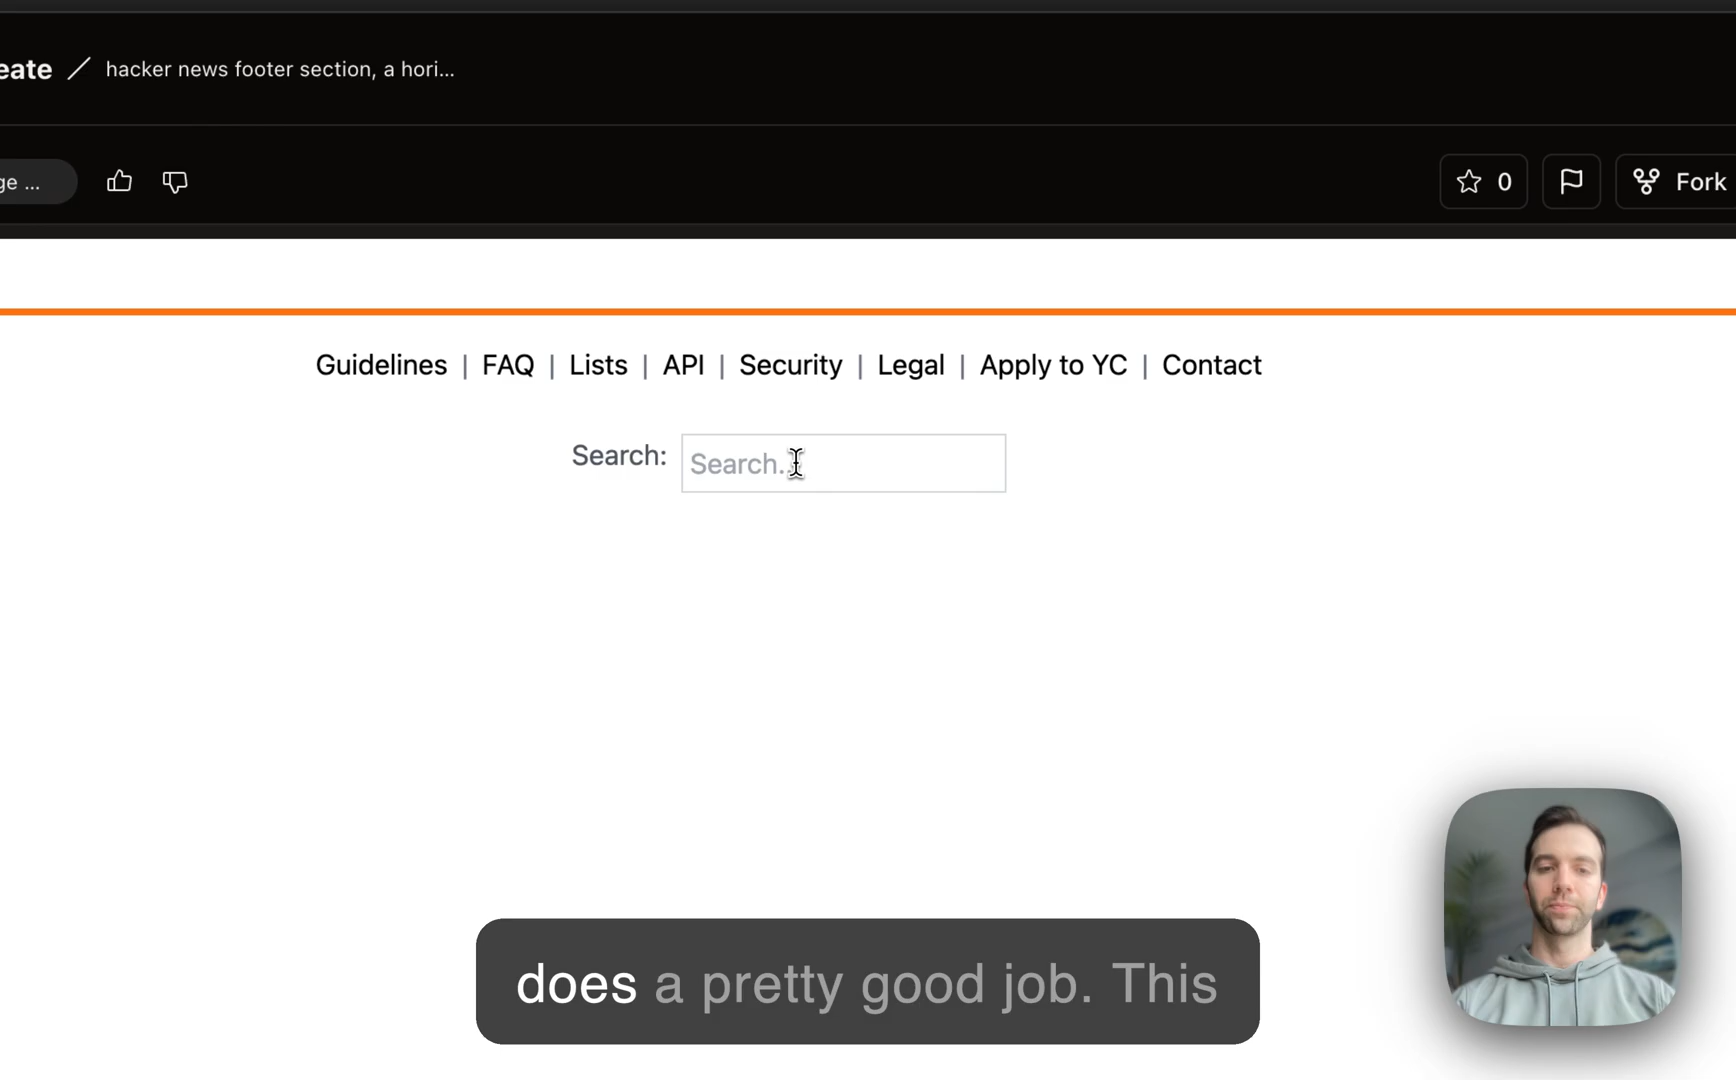 eate / hacker news footer section, a hori...
ge ...
0
Fork
Guidelines | FAQ | Lists | API | Security | Legal | Apply to YC | Contact
Search: Search..
does a pretty good job. This